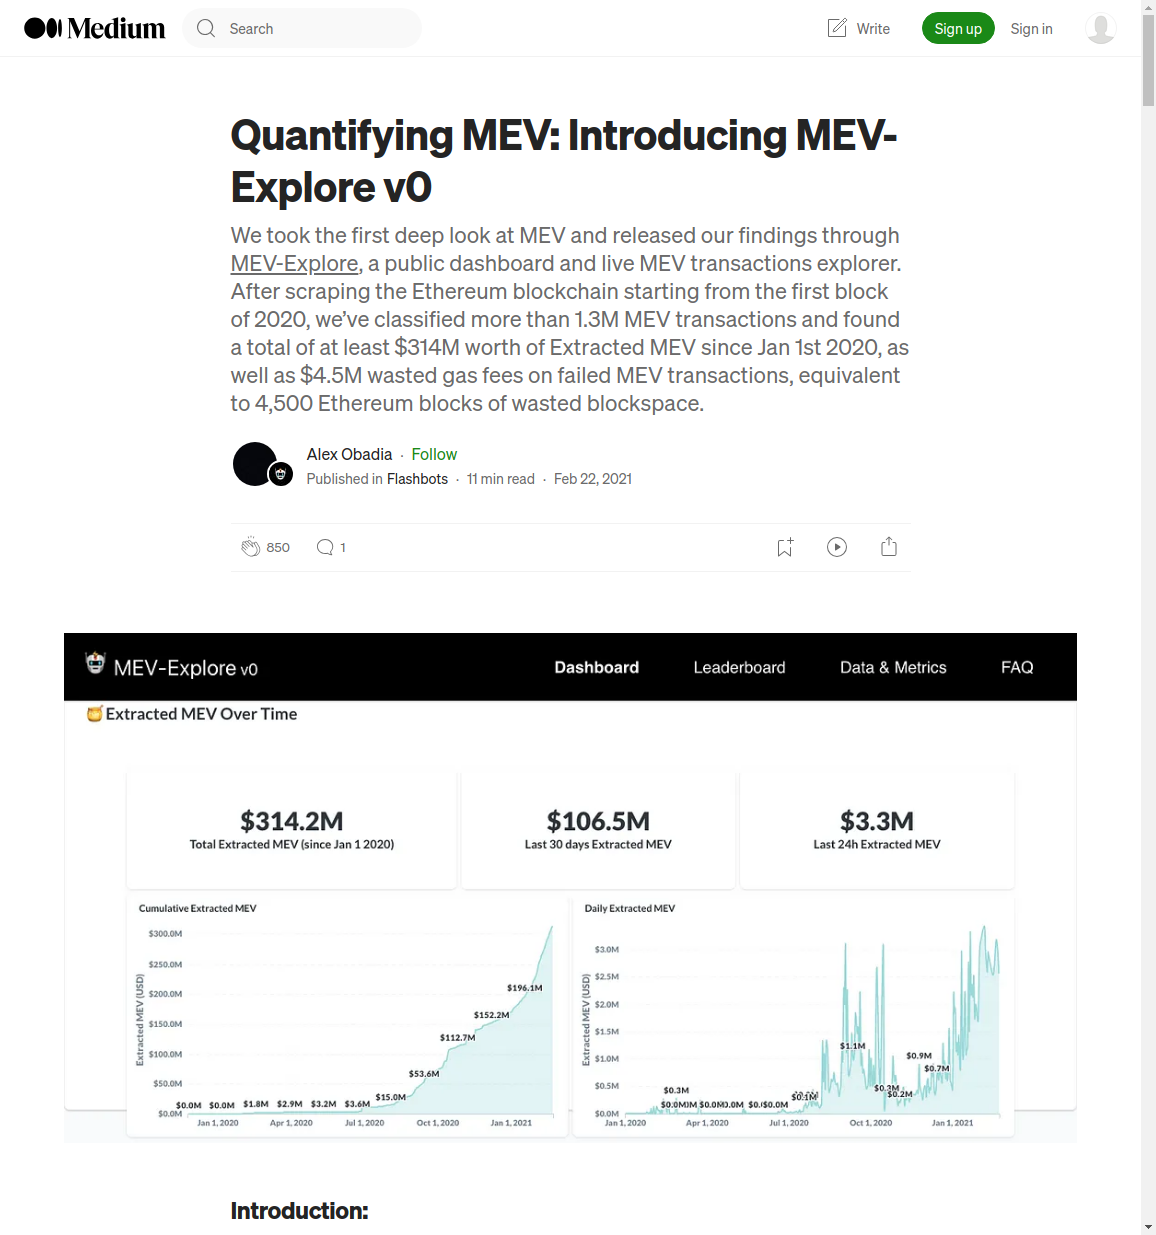 Medium
Search
Write
Sign up
Sign in
Quantifying MEV: Introducing MEV-
Explore v0
We took the first deep look at MEV and released our findings through
MEV-Explore, a public dashboard and live MEV transactions explorer.
After scraping the Ethereum blockchain starting from the first block
of 2020, we’ve classified more than 1.3M MEV transactions and found
a total of at least $314M worth of Extracted MEV since Jan 1st 2020, as
well as $4.5M wasted gas fees on failed MEV transactions, equivalent
to 4,500 Ethereum blocks of wasted blockspace.
Alex Obadia · Follow
Published in Flashbots · 11 min read · Feb 22, 2021
850
1
MEV-Explore v0
Dashboard
Leaderboard
Data & Metrics
FAQ
Extracted MEV Over Time
$314.2M
Total Extracted MEV (since Jan 1 2020)
$106.5M
Last 30 days Extracted MEV
$3.3M
Last 24h Extracted MEV
Cumulative Extracted MEV
Extracted MEV (USD)
$300.0M
$250.0M
$200.0M
$150.0M
$100.0M
$50.0M
$0.0M
$0.0M
$0.0M
$1.8M
$2.9M
$3.2M
$3.6M
$15.0M
$53.6M
$112.7M
$152.2M
$196.1M
Jan 1, 2020
Apr 1, 2020
Jul 1, 2020
Oct 1, 2020
Jan 1, 2021
Daily Extracted MEV
Extracted MEV (USD)
$3.0M
$2.5M
$2.0M
$1.5M
$1.0M
$0.5M
$0.0M
$0.3M
$0.1M
$1.1M
$0.3M
$0.2M
$0.9M
$0.7M
Jan 1, 2020
Apr 1, 2020
Jul 1, 2020
Oct 1, 2020
Jan 1, 2021
Introduction: